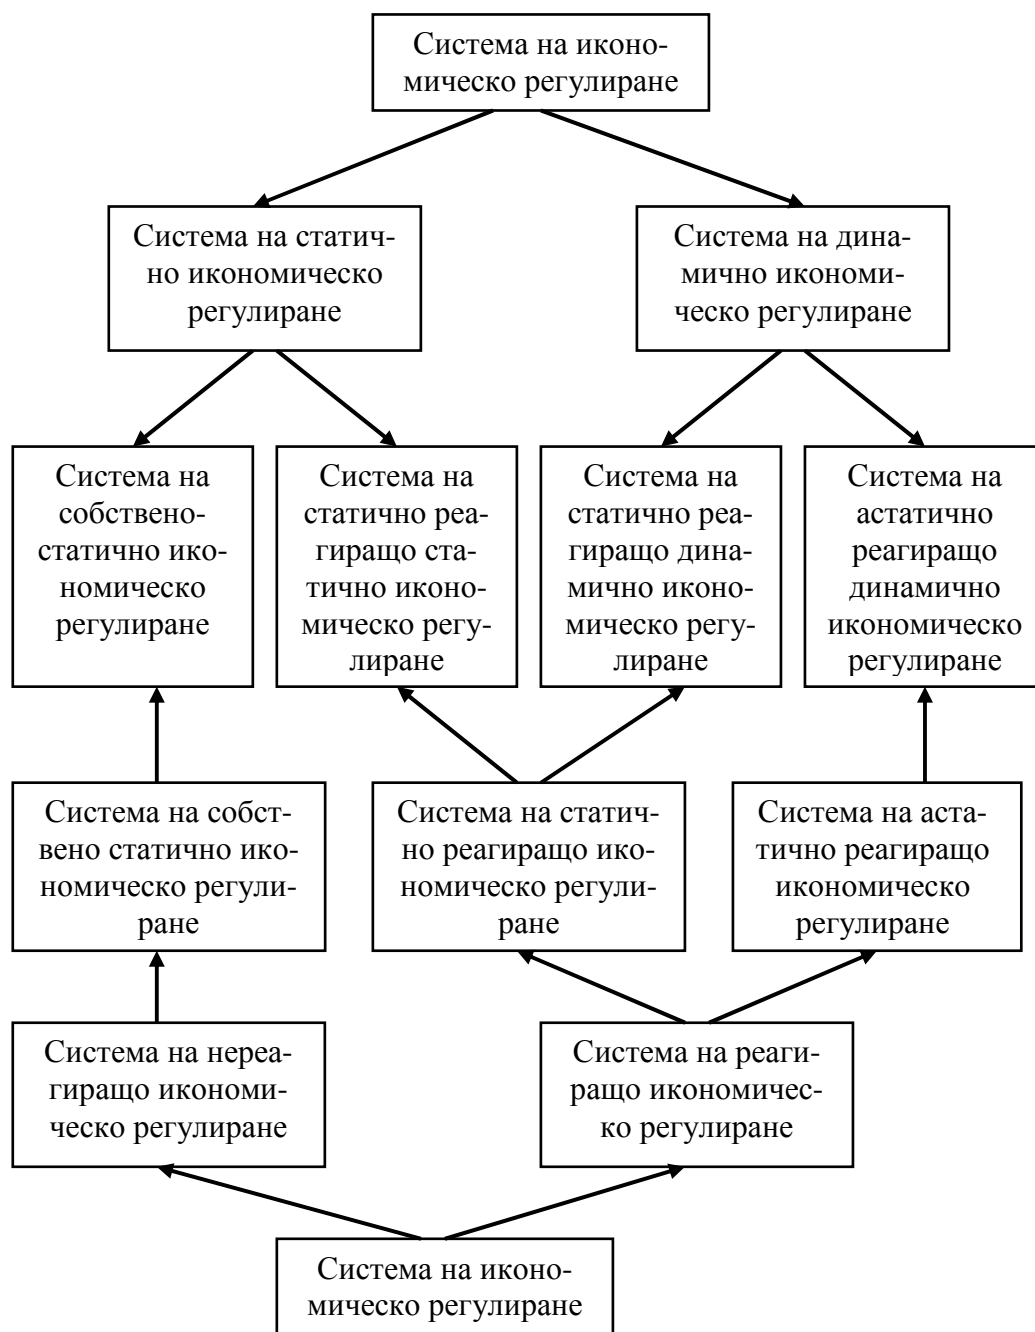 Система на иконо-
мическо регулиране
Система на статич-
но икономическо
регулиране
Система на дина-
мично икономи-
ческо регулиране
Система на
собствено-
статично ико-
номическо
регулиране
Система на
статично реа-
гиращо ста-
тично иконо-
мическо регу-
лиране
Система на
статично реа-
гиращо дина-
мично иконо-
мическо регу-
лиране
Система на
астатично
реагиращо
динамично
икономическо
регулиране
Система на собст-
вено статично ико-
номическо регули-
ране
Система на статич-
но реагиращо ико-
номическо регули-
ране
Система на аста-
тично реагиращо
икономическо
регулиране
Система на нереа-
гиращо икономи-
ческо регулиране
Система на реаги-
ращо икономичес-
ко регулиране
Система на иконо-
мическо регулиране